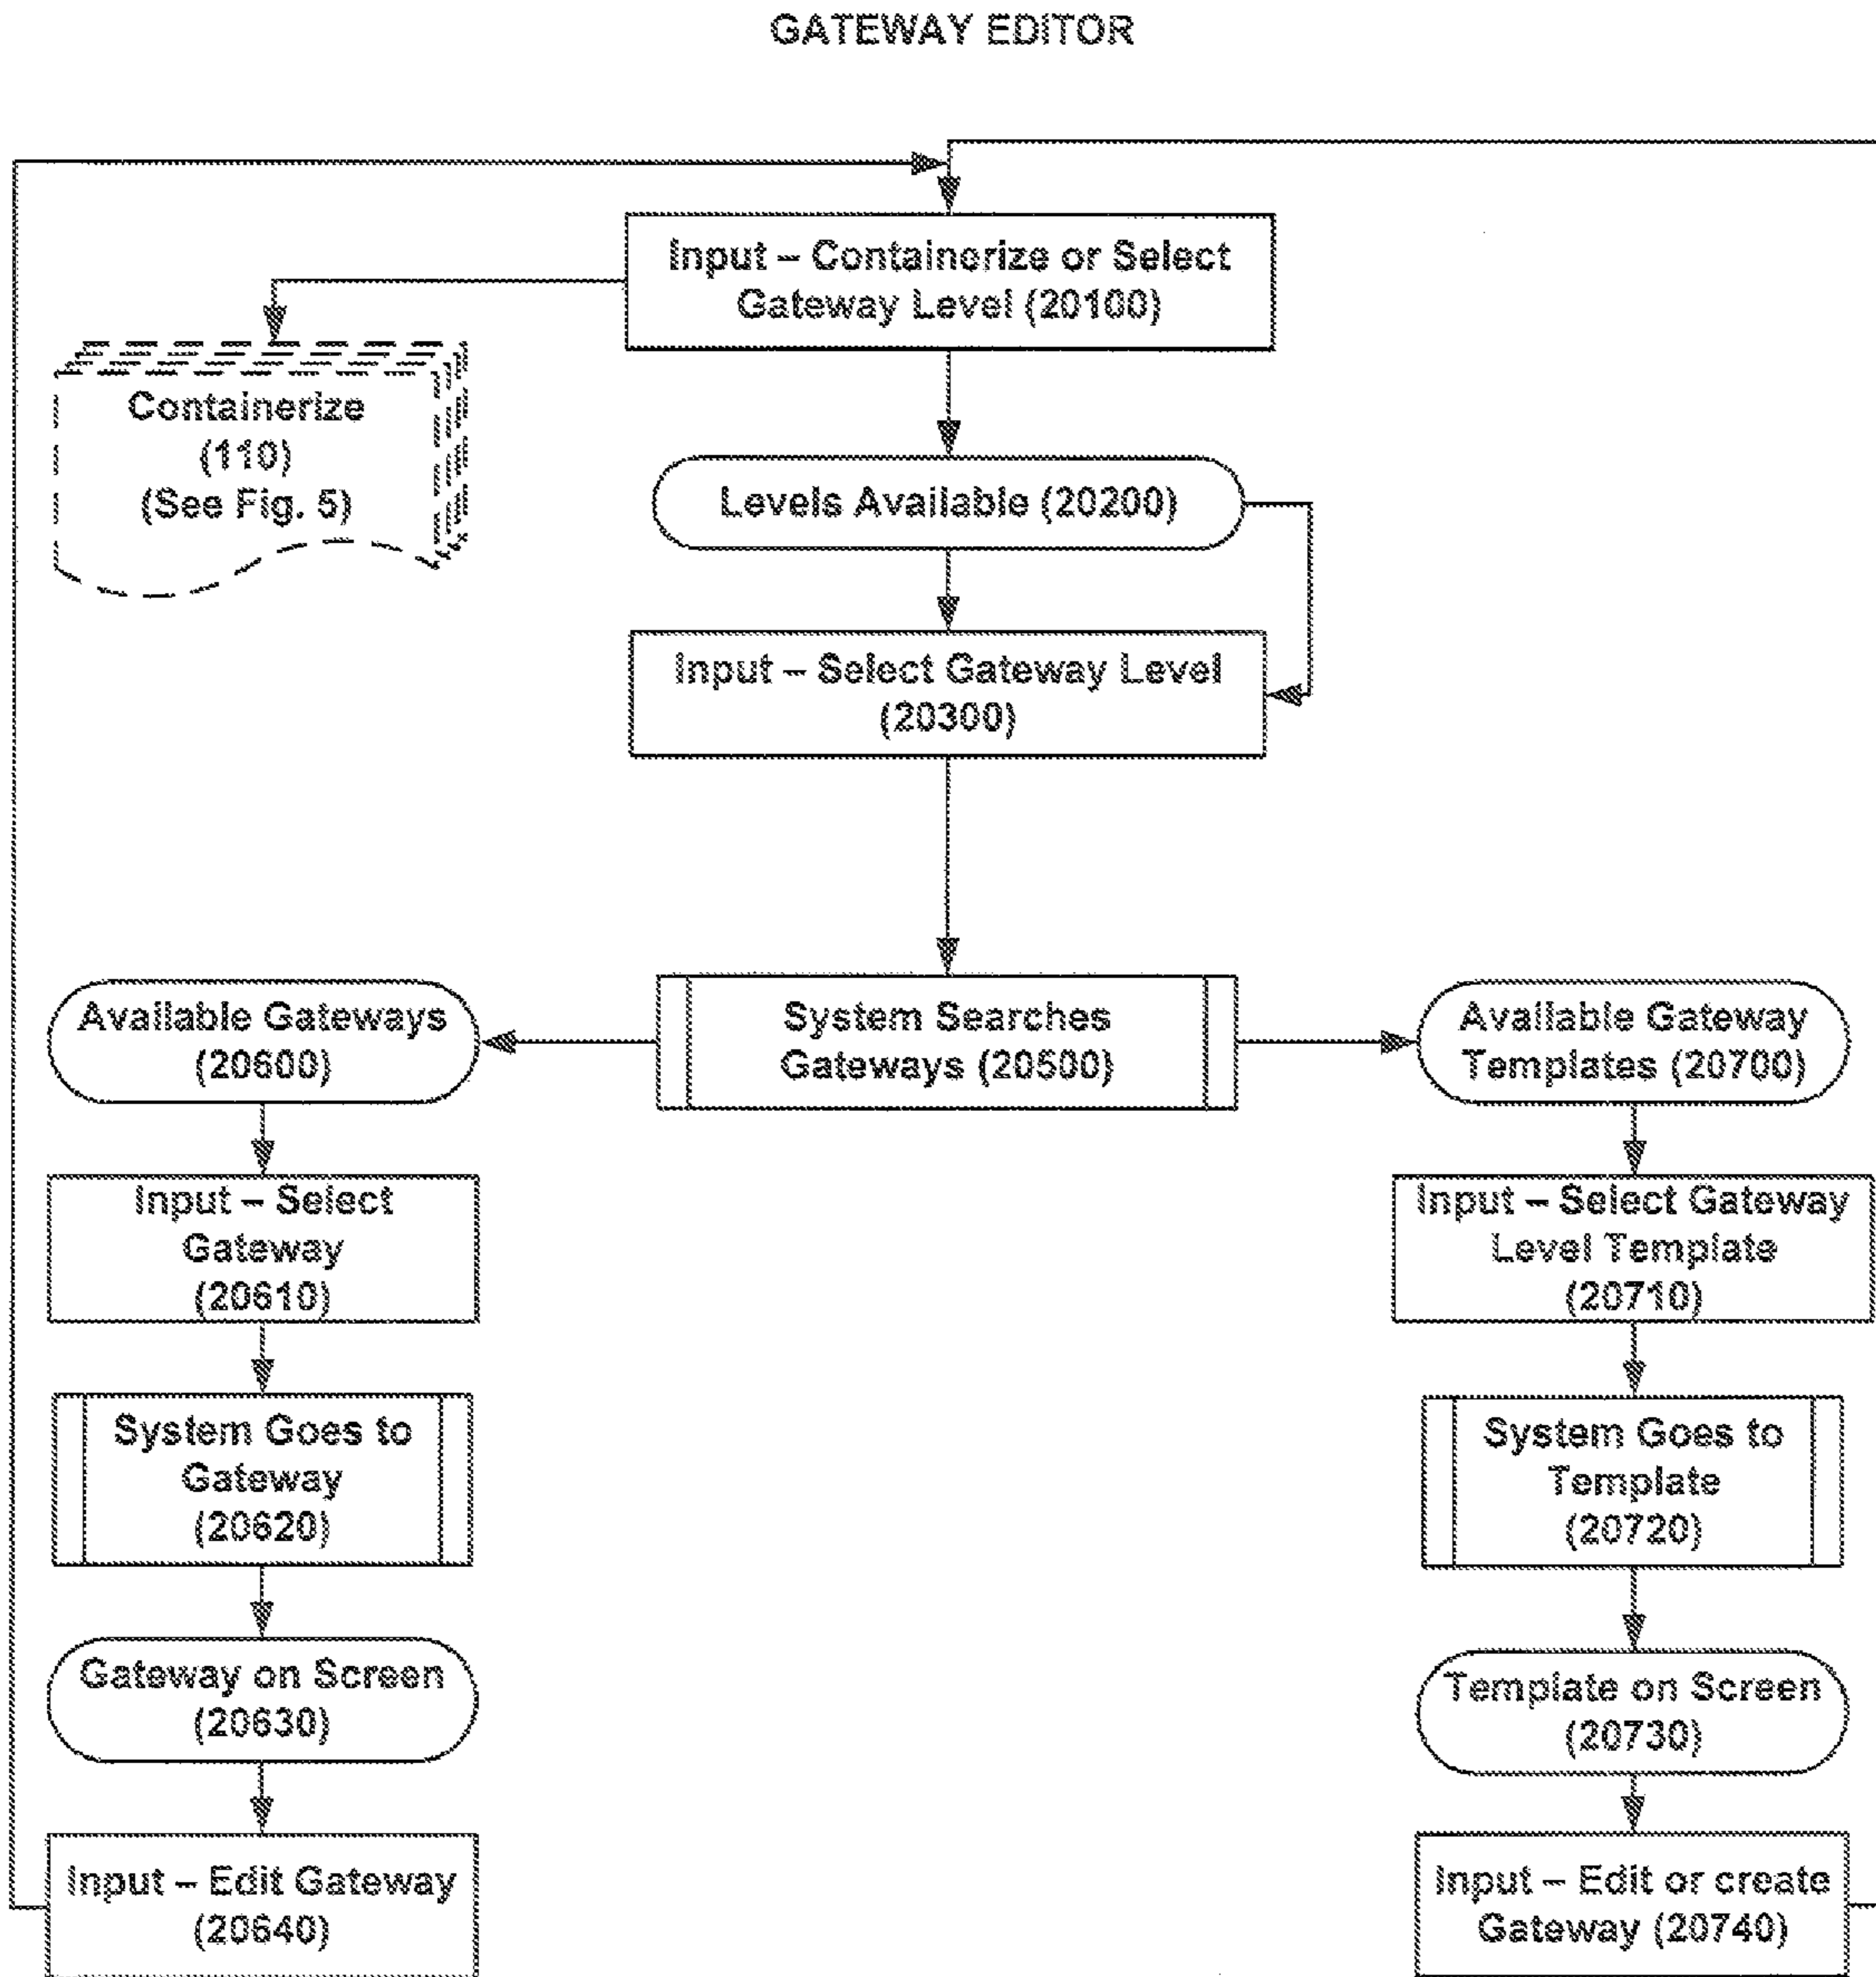 GATEWAY EDITOR
Input – Containerize or Select
Gateway Level (20100)
Containerize
(110)
(See Fig. 5)
Levels Available (20200)
Input – Select Gateway Level
(20300)
Available Gateways
(20600)
System Searches
Gateways (20500)
Available Gateway
Templates (20700)
Input – Select
Gateway
(20610)
Input – Select Gateway
Level Template
(20710)
System Goes to
Gateway
(20620)
System Goes to
Template
(20720)
Gateway on Screen
(20630)
Template on Screen
(20730)
Input – Edit Gateway
(20640)
Input – Edit or create
Gateway (20740)